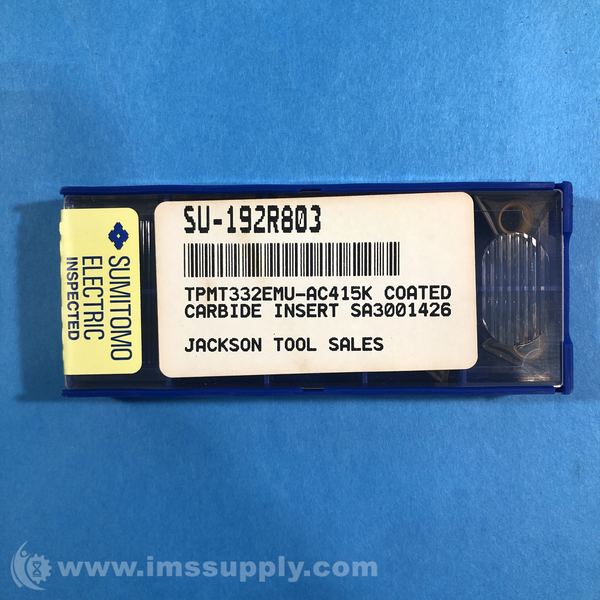 SUMITOMO
ELECTRIC
INSPECTED
SU-192R803
TPMT332EMU-AC415K COATED
CARBIDE INSERT SA3001426
JACKSON TOOL SALES
www.imssupply.com